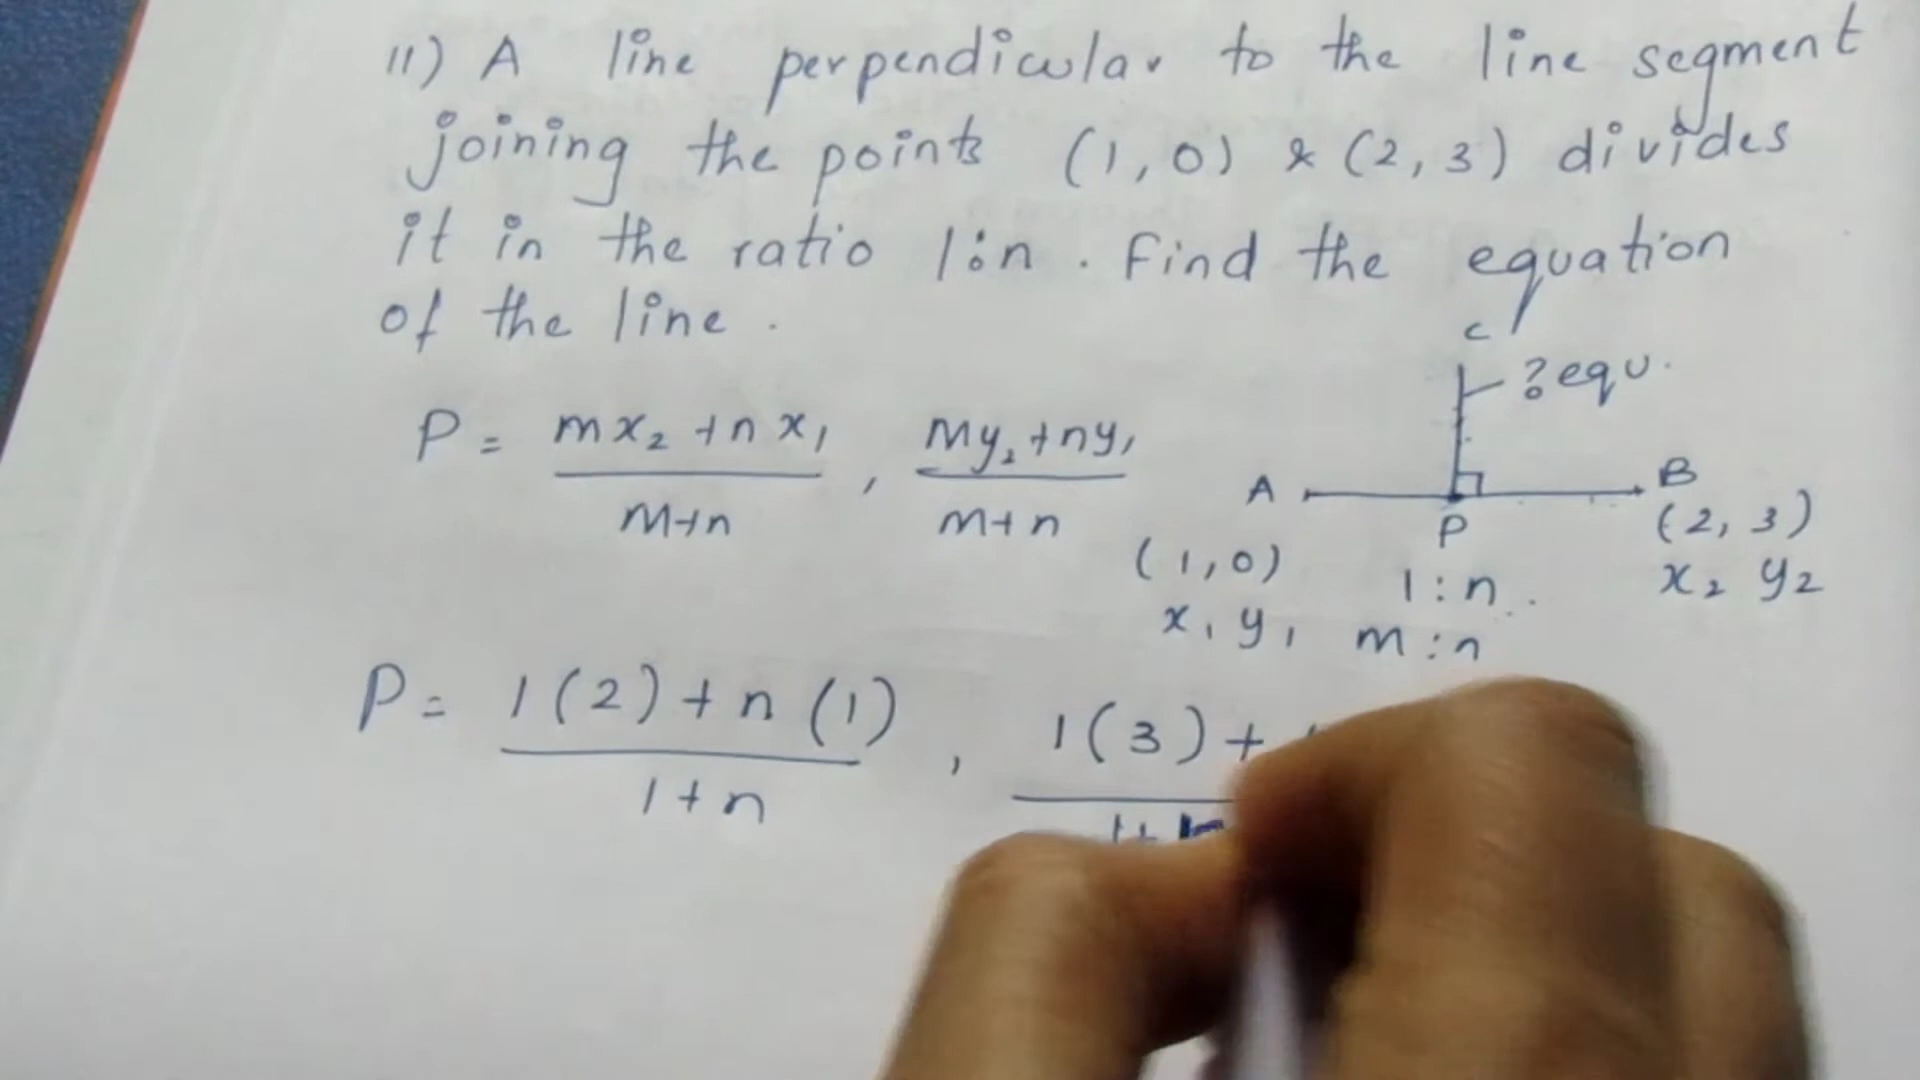 11) A line perpendicular to the line segment
joining the points (1,0) & (2,3) divides
it in the ratio 1:n. Find the equation
of the line.
C
?equ.
P = mx₂+nx₁ / m+n , my₂+ny₁ / m+n
A B
P
(1,0) (2,3)
1:n.
x₁ y₁ m:n x₂ y₂
P = 1(2)+n(1) / 1+n , 1(3)+ / 1+